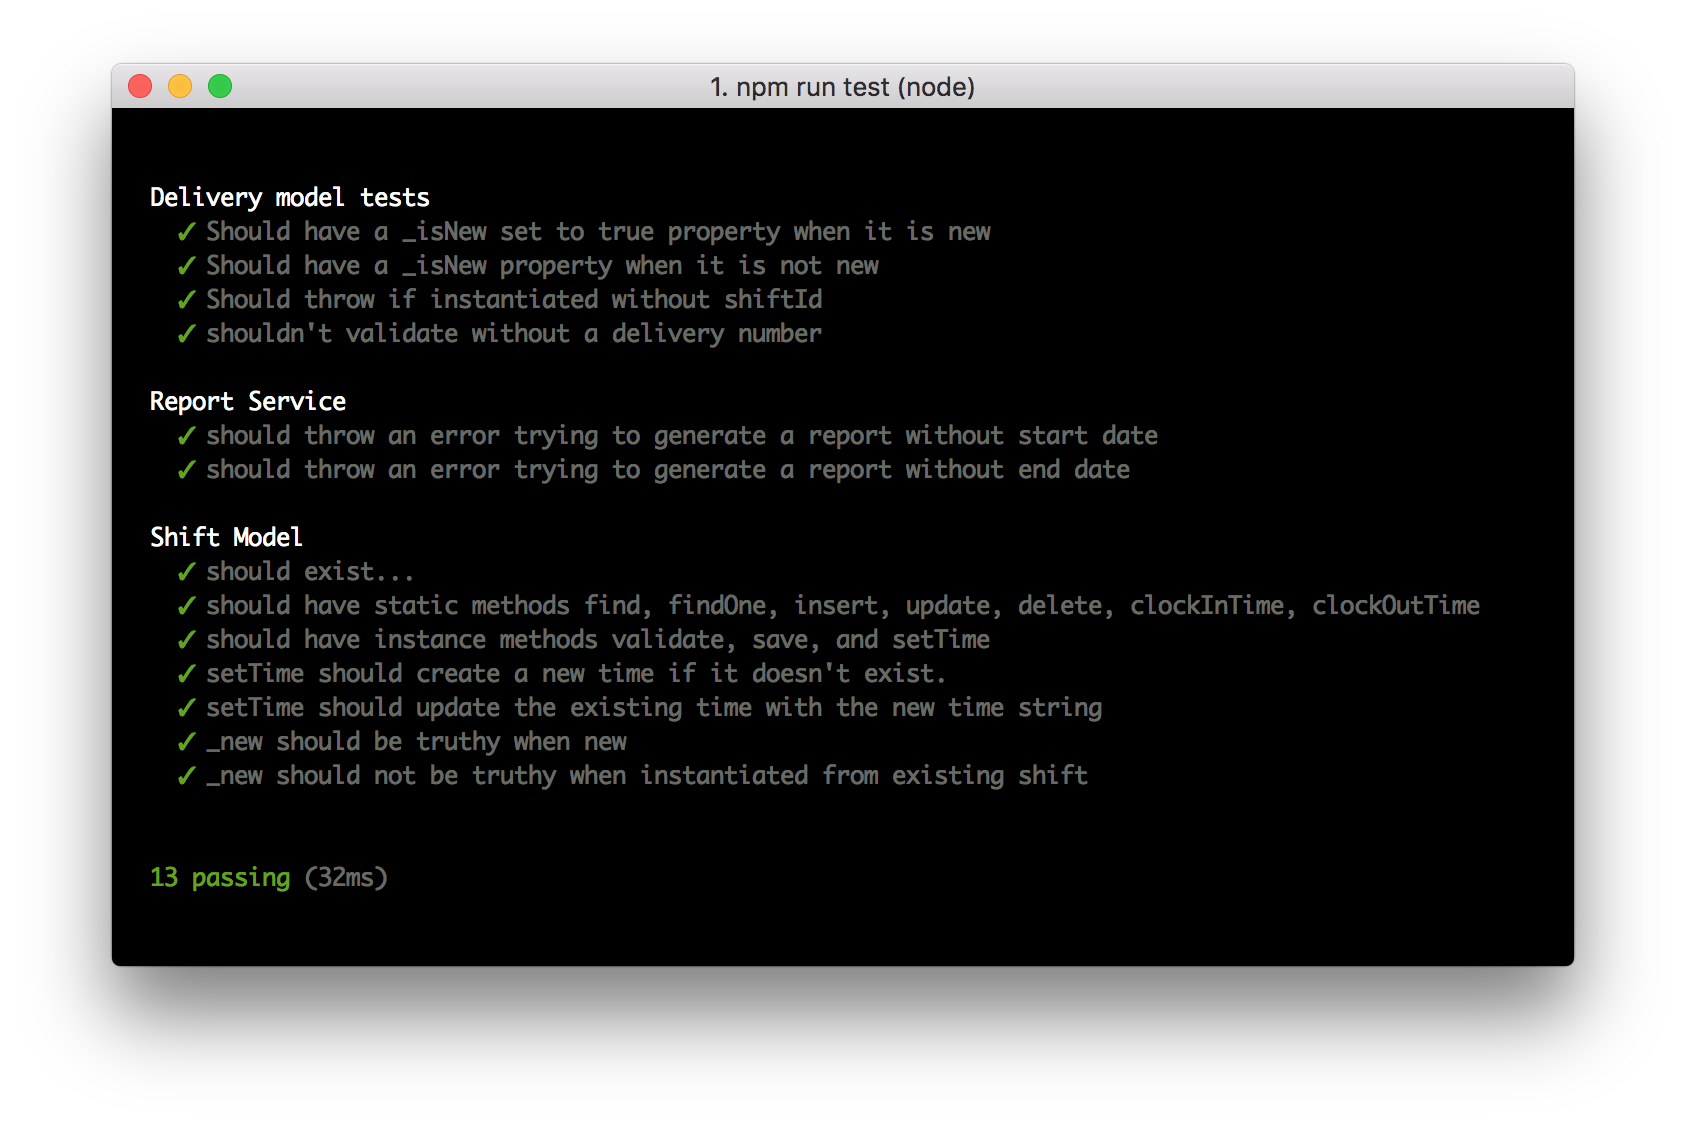 1. npm run test (node)
Delivery model tests
✓ Should have a _isNew set to true property when it is new
✓ Should have a _isNew property when it is not new
✓ Should throw if instantiated without shiftId
✓ shouldn't validate without a delivery number
Report Service
✓ should throw an error trying to generate a report without start date
✓ should throw an error trying to generate a report without end date
Shift Model
✓ should exist...
✓ should have static methods find, findOne, insert, update, delete, clockInTime, clockOutTime
✓ should have instance methods validate, save, and setTime
✓ setTime should create a new time if it doesn't exist.
✓ setTime should update the existing time with the new time string
✓ _new should be truthy when new
✓ _new should not be truthy when instantiated from existing shift
13 passing (32ms)